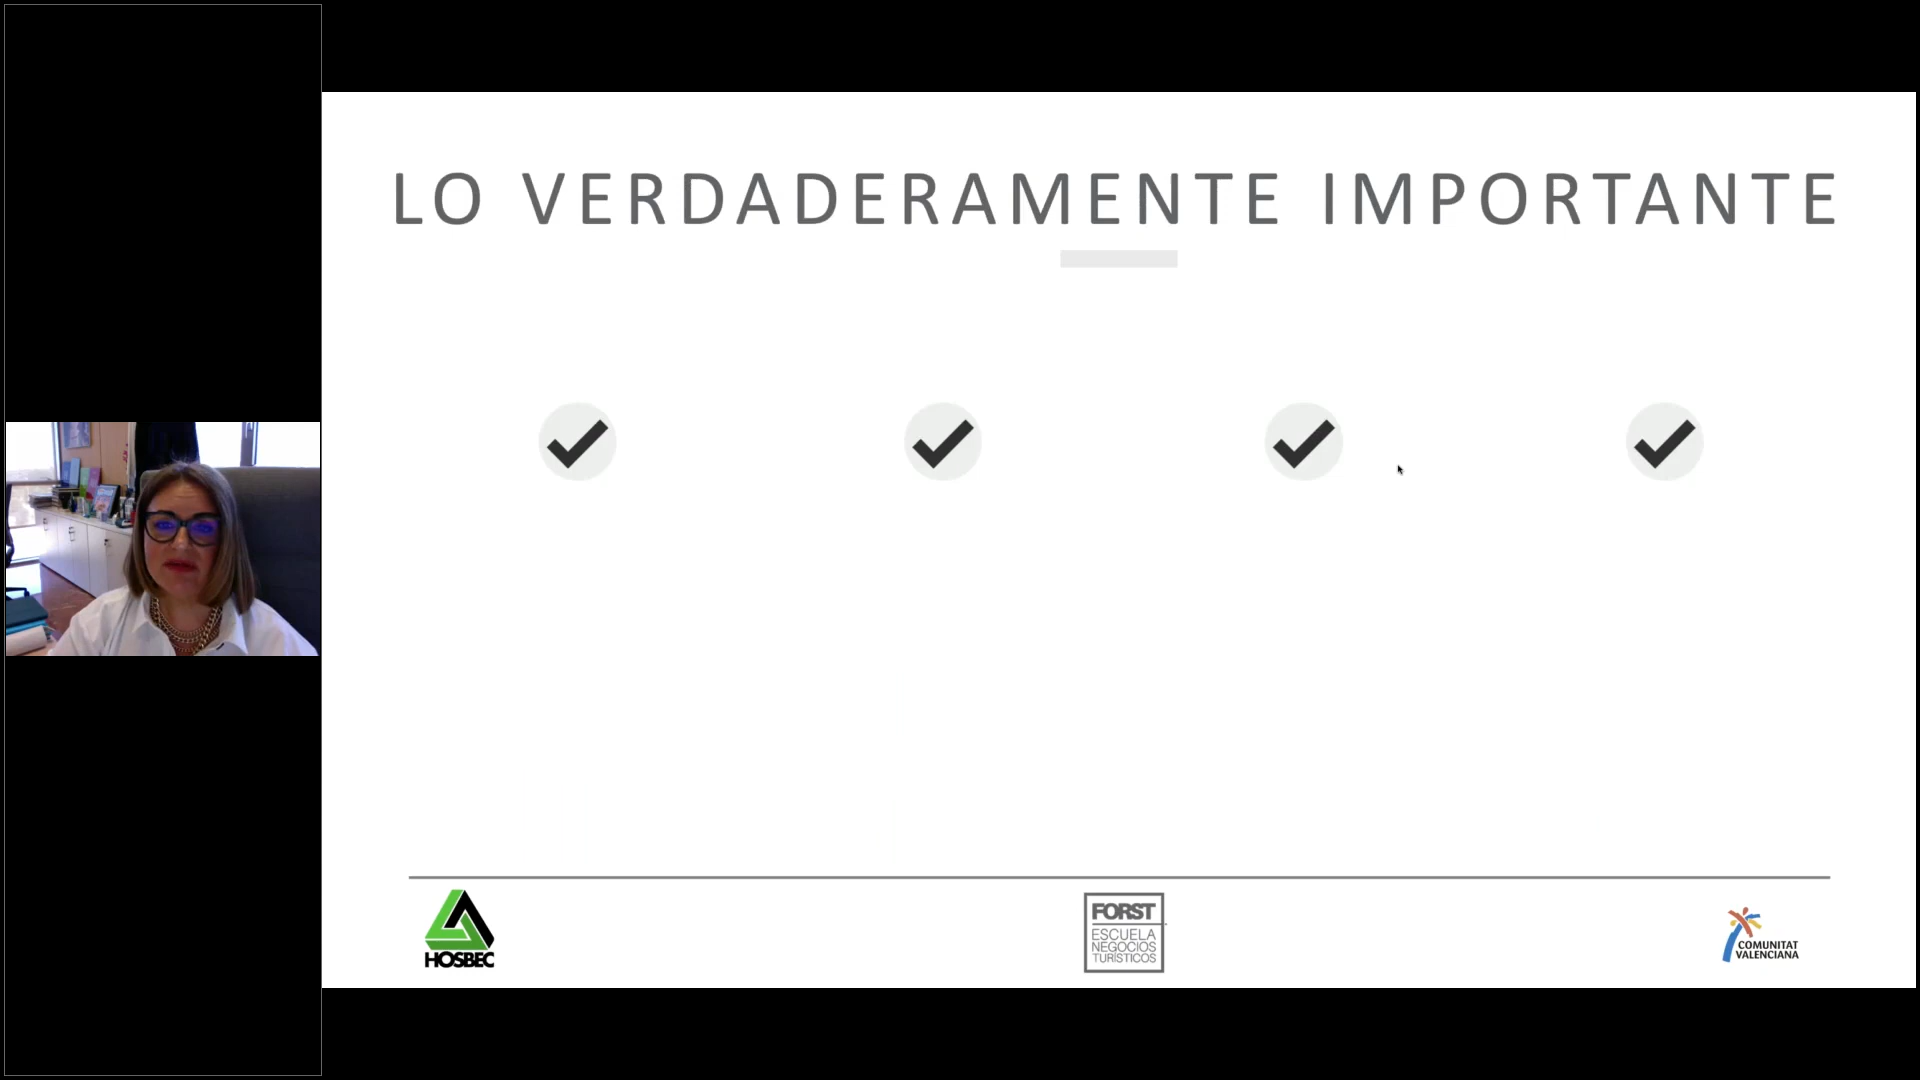 LO VERDADERAMENTE IMPORTANTE
HOSBEC
FORST
ESCUELA
NEGOCIOS
TURÍSTICOS
COMUNITAT
VALENCIANA